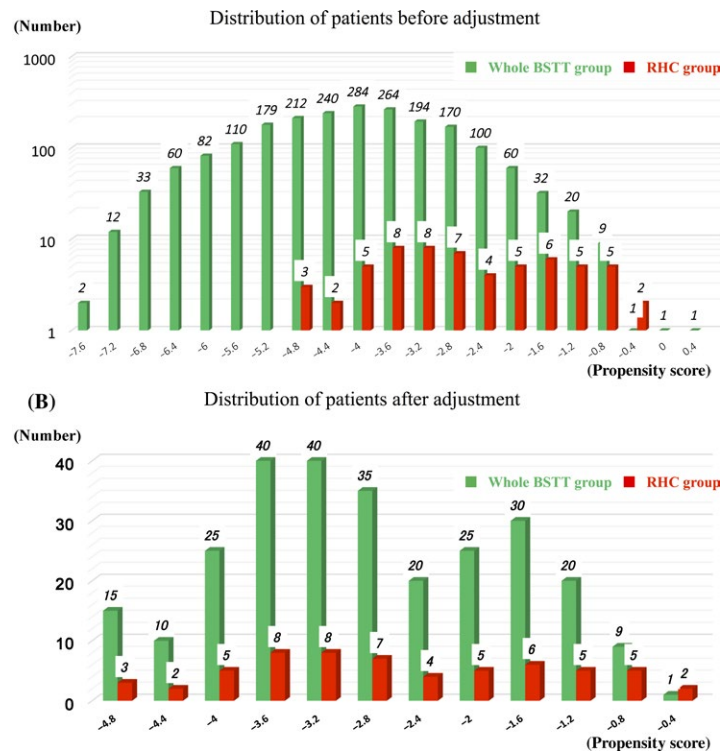 Distribution of patients before adjustment
(Number)
Whole BSTT group RHC group
1000
100
10
1
2 12 33 60 82 110 179 212 240 284 264 194 170 100 60 32 20 9 1 1 1
3 2 5 8 8 7 4 5 6 5 5 2
-7.6 -7.2 -6.8 -6.4 -6 -5.6 -5.2 -4.8 -4.4 -4 -3.6 -3.2 -2.8 -2.4 -2 -1.6 -1.2 -0.8 -0.4 0 0.4
(Propensity score)
(B) Distribution of patients after adjustment
(Number)
Whole BSTT group RHC group
40
30
20
10
0
15 10 25 40 40 35 20 25 30 20 9 1
3 2 5 8 8 7 4 5 6 5 5 2
-4.8 -4.4 -4 -3.6 -3.2 -2.8 -2.4 -2 -1.6 -1.2 -0.8 -0.4
(Propensity score)